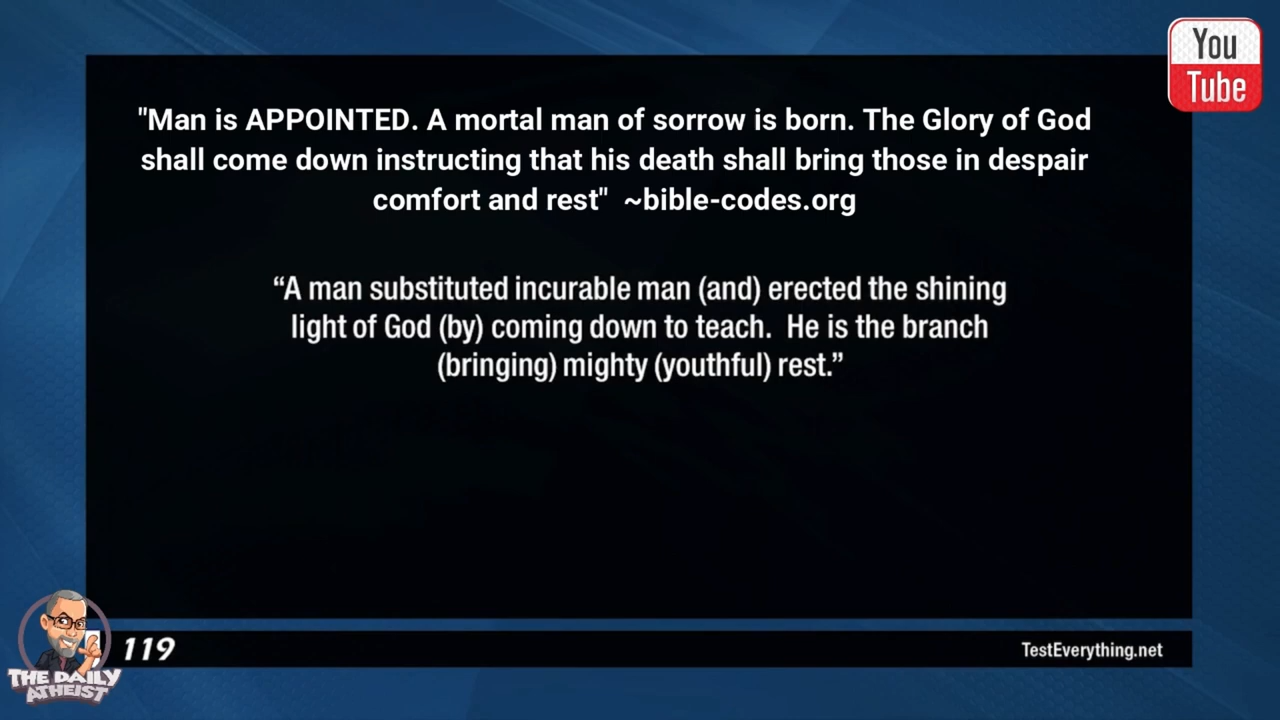 You
Tube
"Man is APPOINTED. A mortal man of sorrow is born. The Glory of God
shall come down instructing that his death shall bring those in despair
comfort and rest" ~bible-codes.org
“A man substituted incurable man (and) erected the shining
light of God (by) coming down to teach. He is the branch
(bringing) mighty (youthful) rest.”
119
TestEverything.net
THE DAILY
ATHEIST